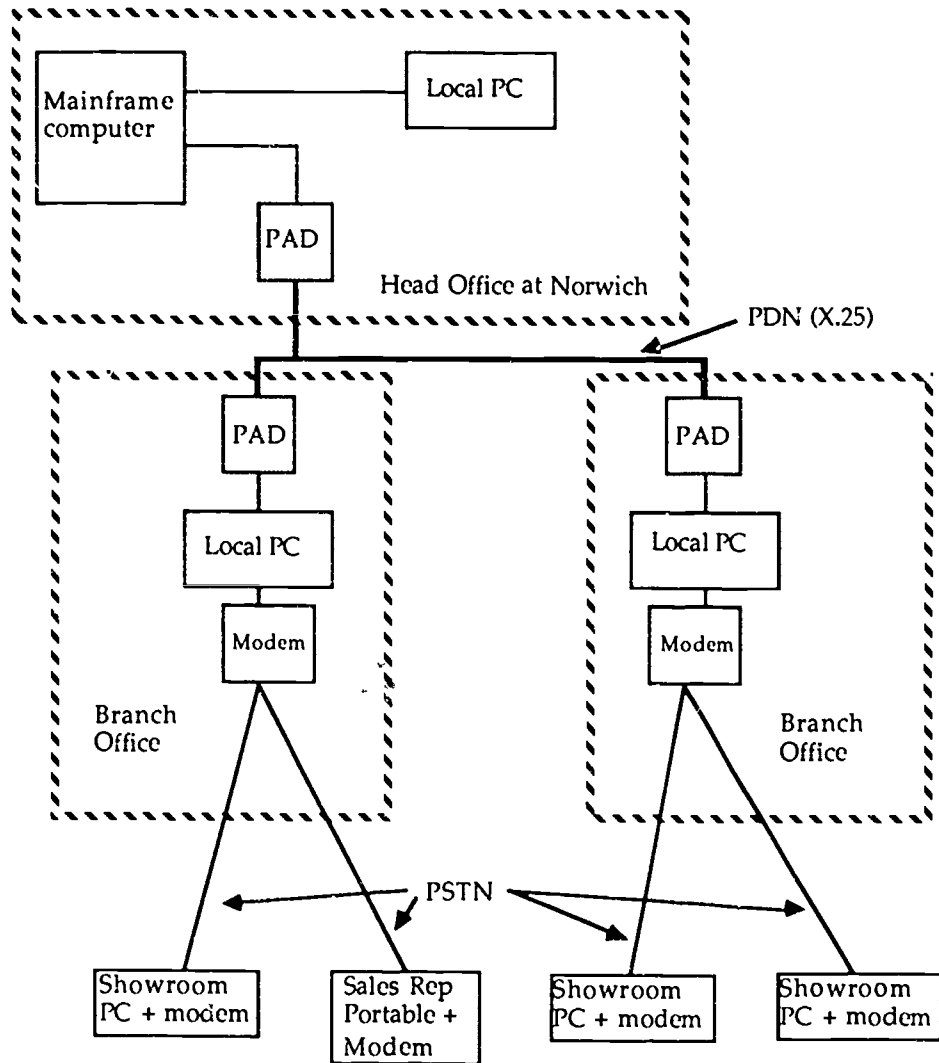 Mainframe
computer
Local PC
PAD
Head Office at Norwich
PDN (X.25)
PAD
PAD
Local PC
Local PC
Modem
Modem
Branch
Office
Branch
Office
PSTN
Showroom
PC + modem
Sales Rep
Portable +
Modem
Showroom
PC + modem
Showroom
PC + modem